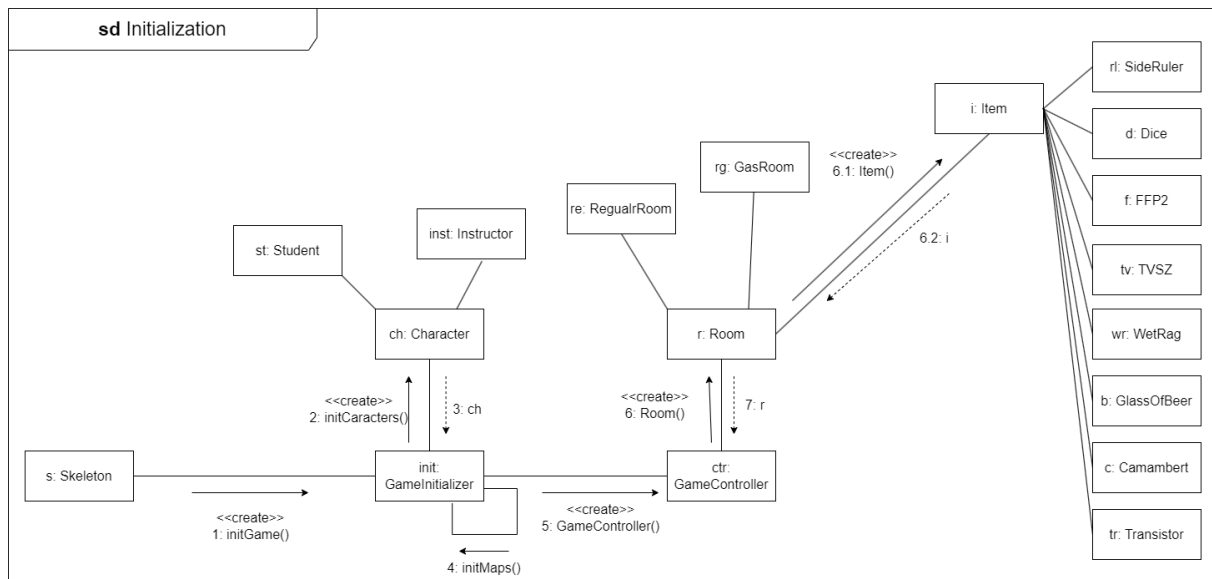 sd Initialization
rl: SideRuler
i: Item
d: Dice
<<create>>
6.1: Item()
rg: GasRoom
re: RegualrRoom
f: FFP2
inst: Instructor
st: Student
6.2: i
tv: TVSZ
ch: Character
r: Room
wr: WetRag
<<create>>
2: initCaracters()
3: ch
<<create>>
6: Room()
7: r
b: GlassOfBeer
s: Skeleton
init:
GameInitializer
ctr:
GameController
c: Camambert
<<create>>
1: initGame()
<<create>>
5: GameController()
4: initMaps()
tr: Transistor